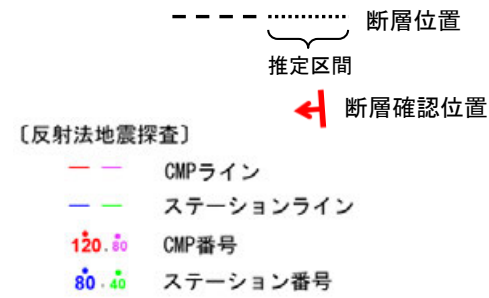 断層位置
推定区間
断層確認位置
〔反射法地震探査〕
CMPライン
ステーションライン
120 . 80 CMP番号
80 . 40 ステーション番号